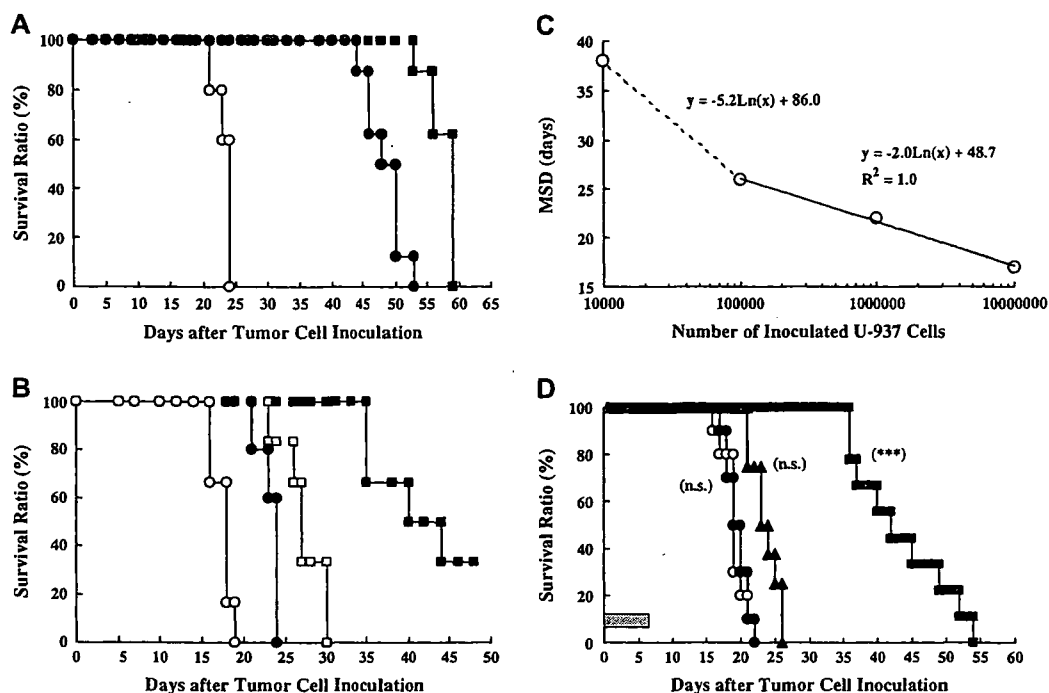 A
Survival Ratio (%)
100
80
60
40
20
0
0 5 10 15 20 25 30 35 40 45 50 55 60 65
Days after Tumor Cell Inoculation
C
MSD (days)
40
35
30
25
20
15
y = -5.2Ln(x) + 86.0
y = -2.0Ln(x) + 48.7
R² = 1.0
10000 100000 1000000 10000000
Number of Inoculated U-937 Cells
B
Survival Ratio (%)
100
80
60
40
20
0
0 5 10 15 20 25 30 35 40 45 50
Days after Tumor Cell Inoculation
D
Survival Ratio (%)
100
80
60
40
20
0
(n.s.)
(n.s.)
(***)
0 5 10 15 20 25 30 35 40 45 50 55 60
Days after Tumor Cell Inoculation